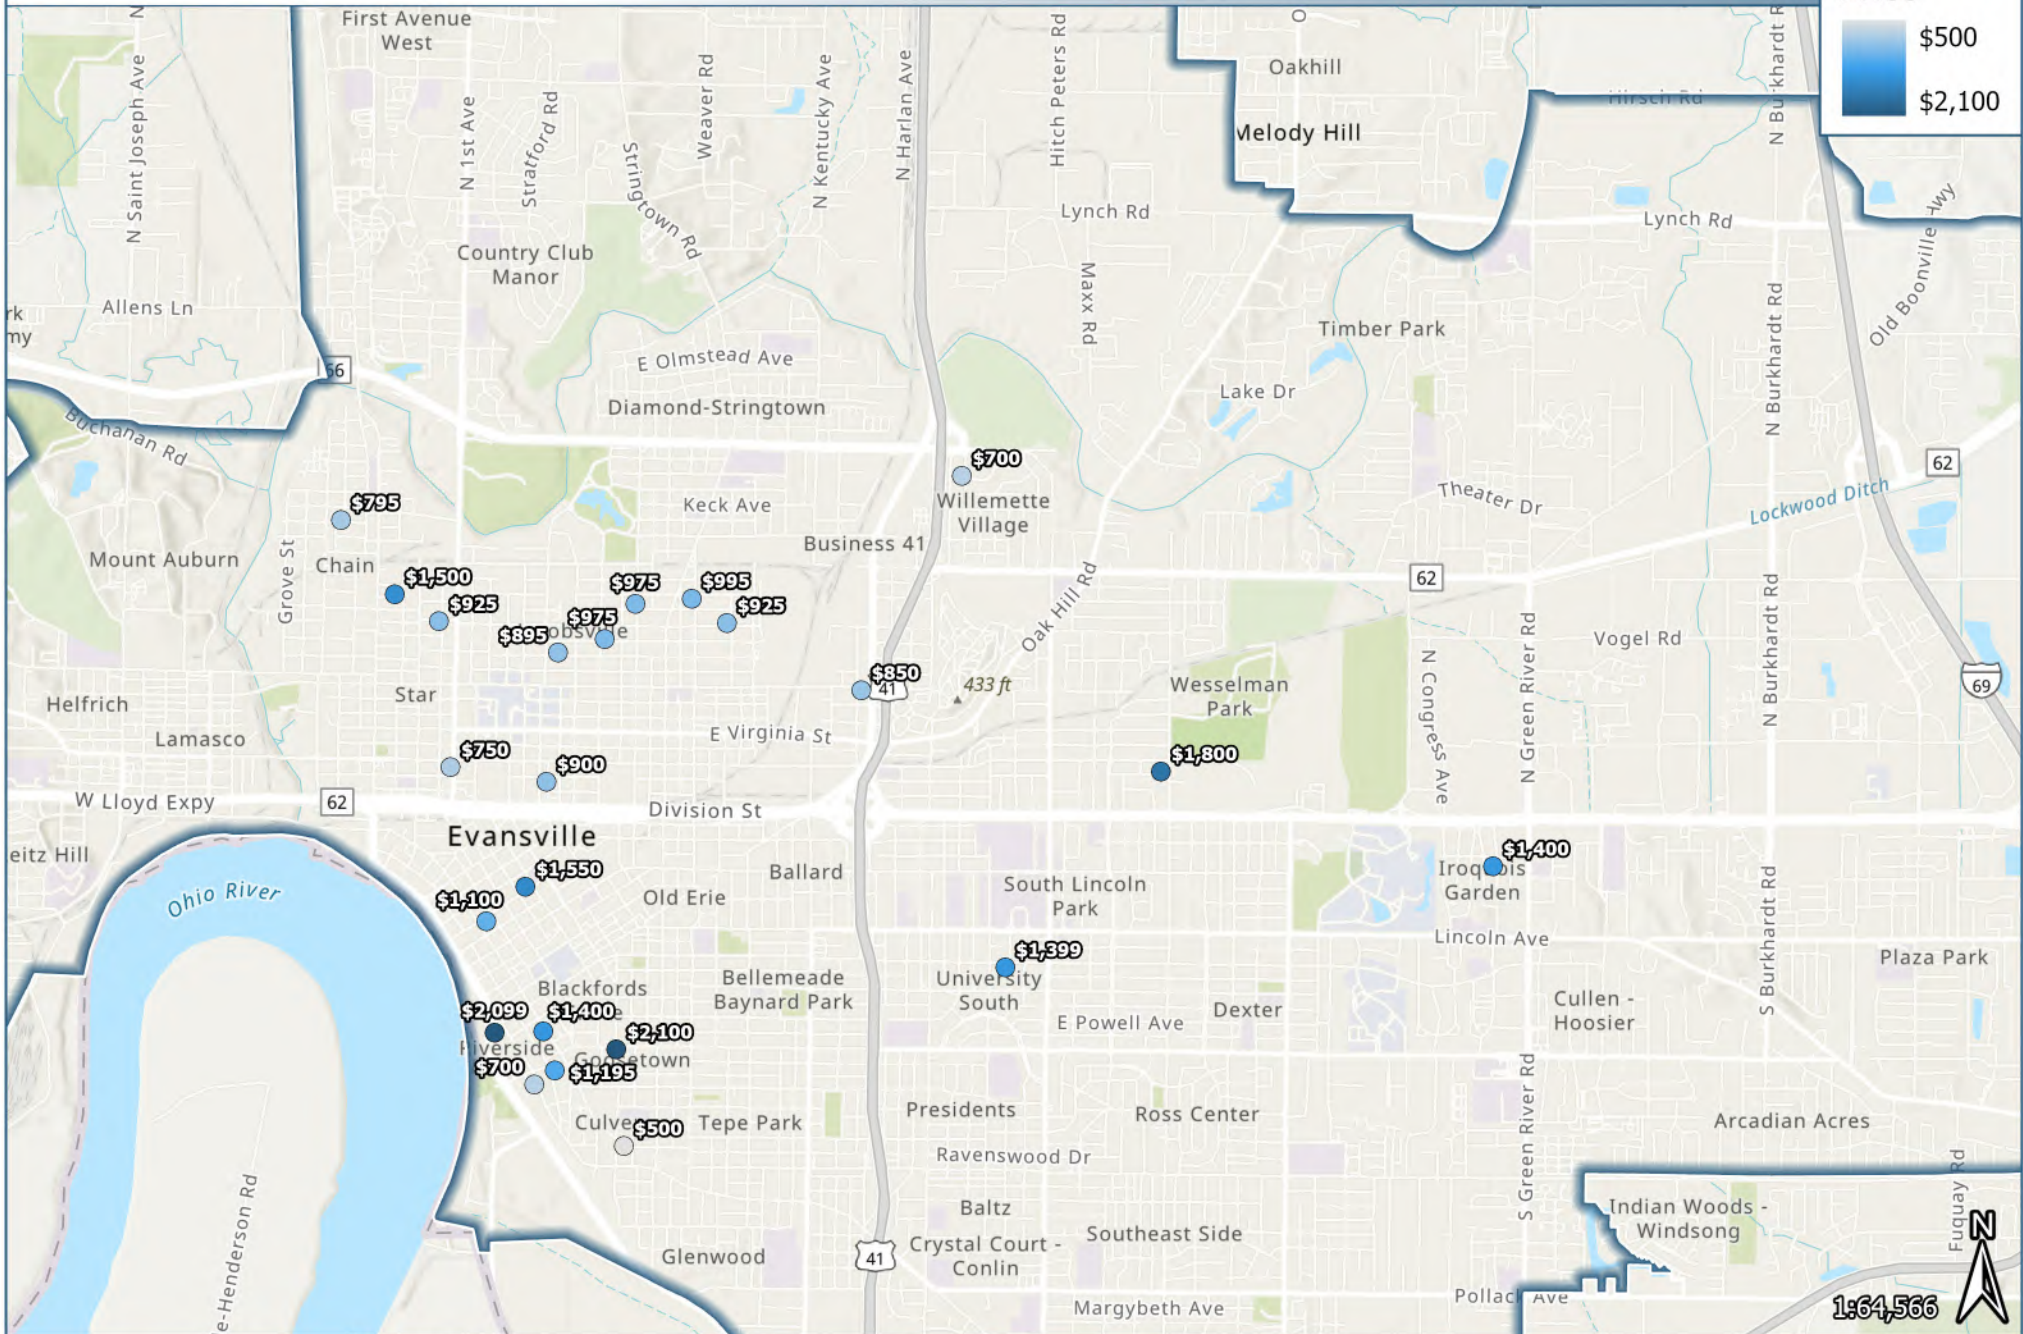 First Avenue
West
N Saint Joseph Ave
N 1st Ave
Stratford Rd
Stringtown Rd
Weaver Rd
N Kentucky Ave
N Harlan Ave
Hitch Peters Rd
Oakhill
Melody Hill
Hirsch Rd
$500
$2,100
Lynch Rd
Lynch Rd
Old Boonville Hwy
Country Club
Manor
Allens Ln
Maxx Rd
Timber Park
N Burkhardt Rd
E Olmstead Ave
66
Diamond-Stringtown
Lake Dr
Buchanan Rd
$700
Willemette
Village
62
Theater Dr
Lockwood Ditch
$795
Keck Ave
Business 41
Mount Auburn
Grove St
Chain
$1,500
$925
$975
$995
$925
$975
$895
Oak Hill Rd
62
N Green River Rd
Vogel Rd
N Burkhardt Rd
$850
41
433 ft
Wesselman
Park
N Congress Ave
69
Helfrich
Star
Lamasco
E Virginia St
$750
$900
$1,800
W Lloyd Expy
62
Division St
Evansville
eitz Hill
Ohio River
$1,550
$1,100
Ballard
Old Erie
South Lincoln
Park
$1,400
Iroquois
Garden
Lincoln Ave
S Burkhardt Rd
Plaza Park
$1,399
University
South
Bellemeade
Baynard Park
Blackfords
$2,099
$1,400
$2,100
Riverside
Goosetown
$700
$1,195
Dexter
E Powell Ave
Cullen -
Hoosier
$500
Tepe Park
Presidents
Ross Center
Arcadian Acres
Ravenswood Dr
S Green River Rd
Baltz
Southeast Side
Indian Woods -
Windsong
Fuquay Rd
N
Glenwood
41
Crystal Court -
Conlin
e-Henderson Rd
Margybeth Ave
Pollack Ave
1:64,566